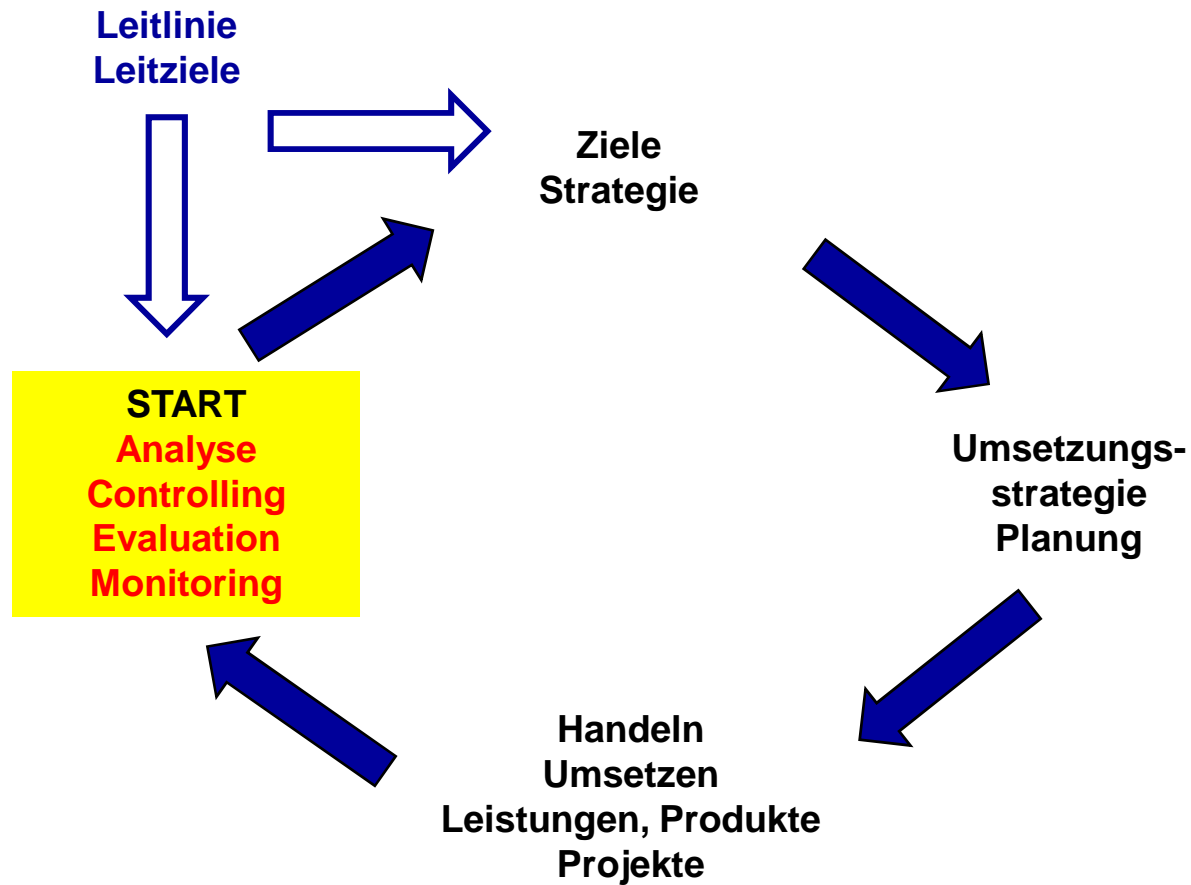 Leitlinie
Leitziele
Ziele
Strategie
START
Analyse
Controlling
Evaluation
Monitoring
Umsetzungs-
strategie
Planung
Handeln
Umsetzen
Leistungen, Produkte
Projekte